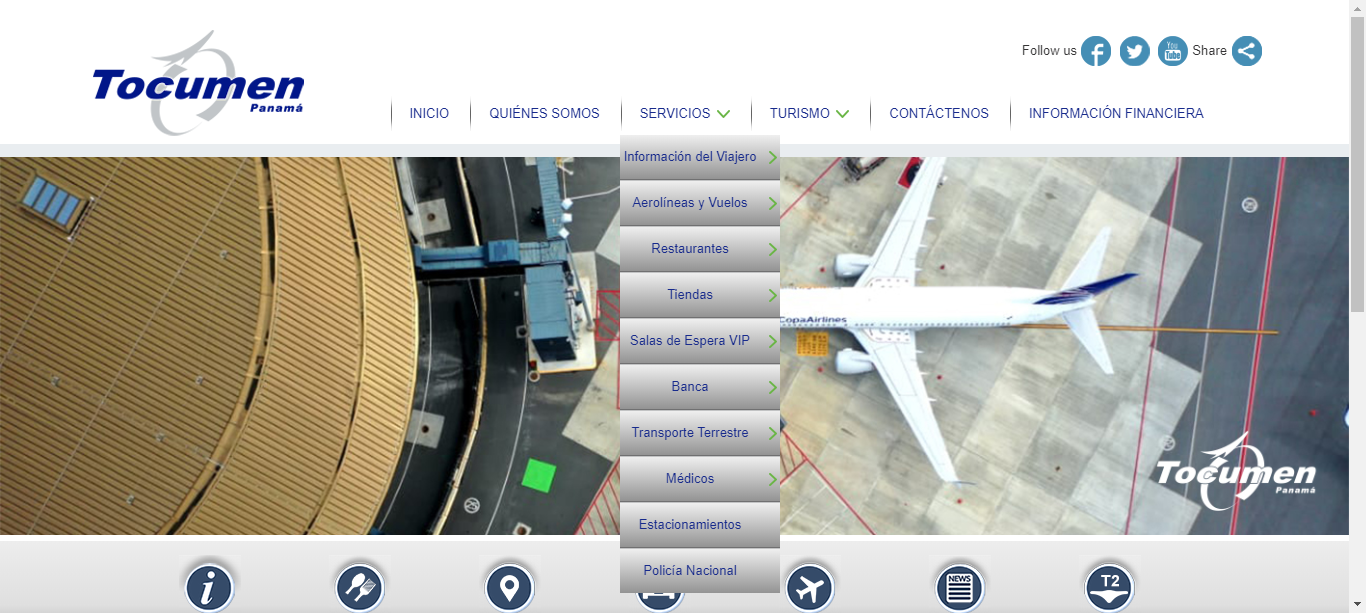 Tocumen
Panamá
Follow us
You
Tube
Share
INICIO
QUIÉNES SOMOS
SERVICIOS
TURISMO
CONTÁCTENOS
INFORMACIÓN FINANCIERA
Información del Viajero
Aerolíneas y Vuelos
Restaurantes
Tiendas
Salas de Espera VIP
Banca
Transporte Terrestre
Médicos
Estacionamientos
Policía Nacional
CopaAirlines
Tocumen
Panamá
NEWS
T2